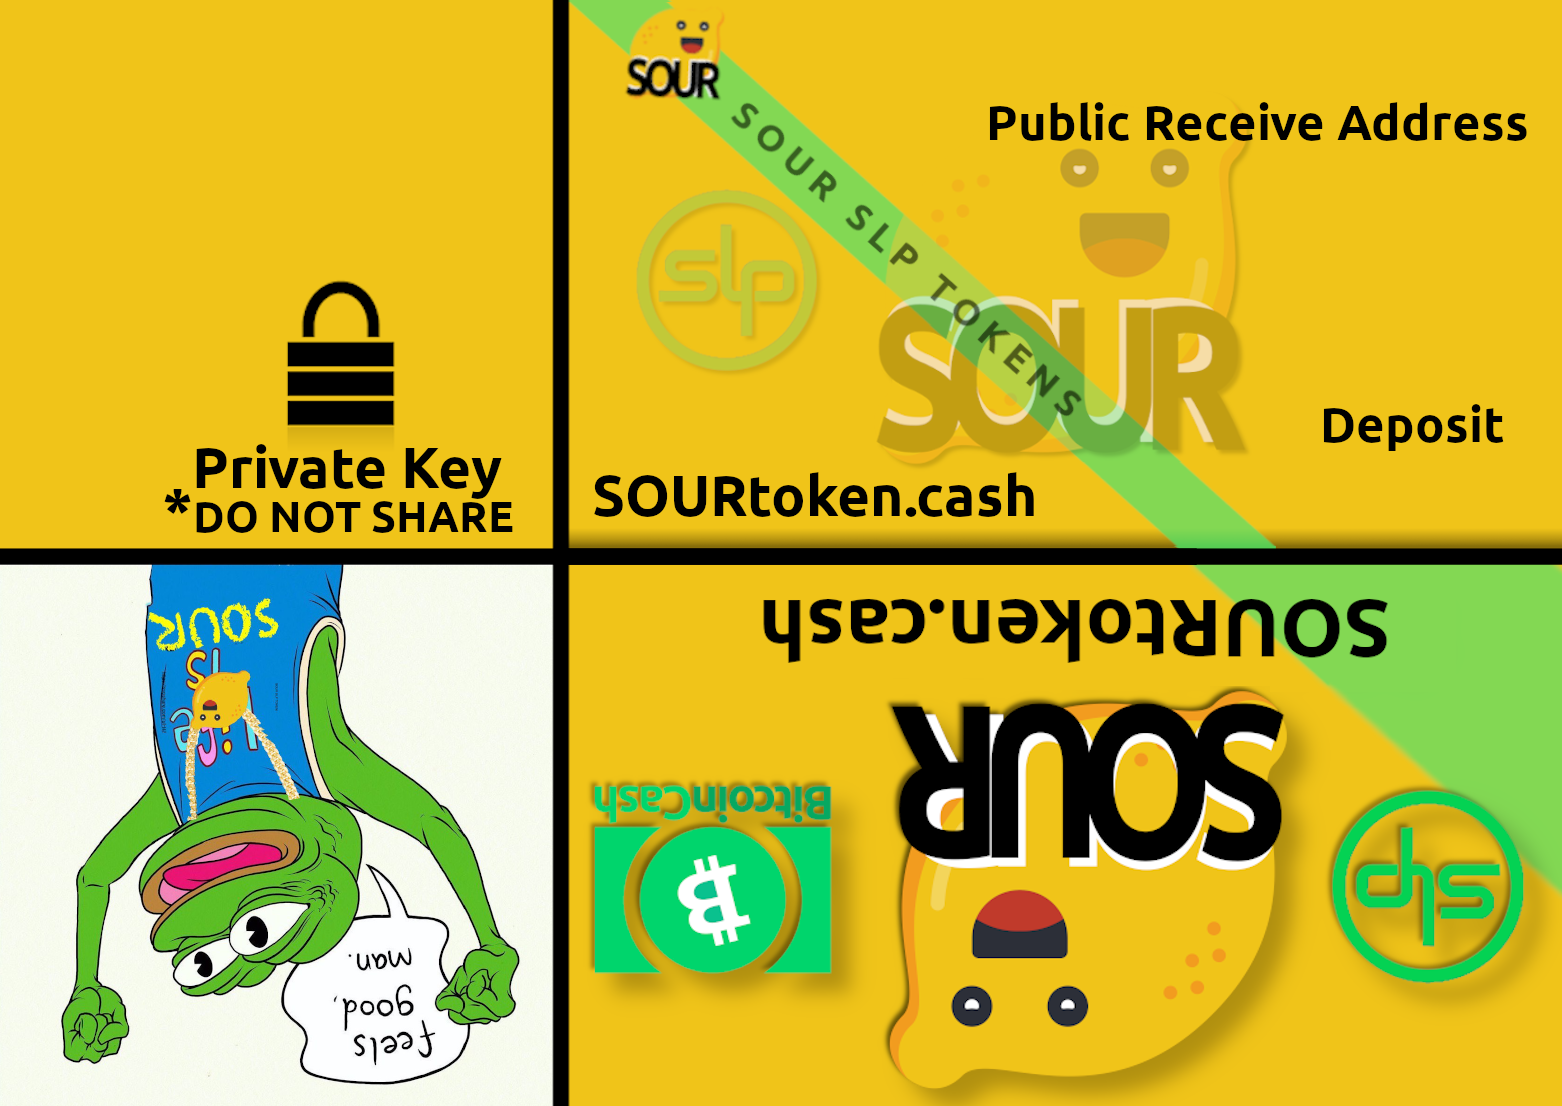 Private Key
*DO NOT SHARE
SOUR
SOUR SLP TOKENS
Public Receive Address
slp
SOUR
Deposit
SOURtoken.cash
SOUR
feels
good,
man.
SOURtoken.cash
SOUR
BitcoinCash
slp